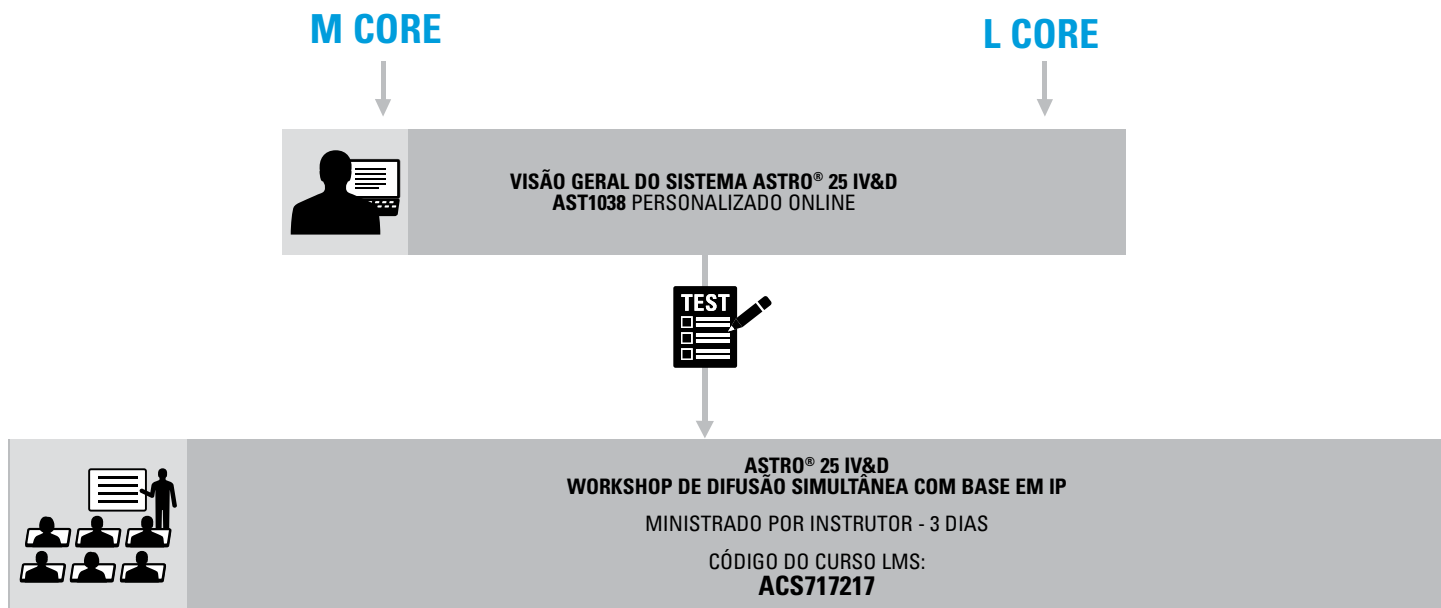 M CORE
L CORE
VISÃO GERAL DO SISTEMA ASTRO® 25 IV&D
AST1038 PERSONALIZADO ONLINE
TEST
ASTRO® 25 IV&D
WORKSHOP DE DIFUSÃO SIMULTÂNEA COM BASE EM IP
MINISTRADO POR INSTRUTOR - 3 DIAS
CÓDIGO DO CURSO LMS:
ACS717217